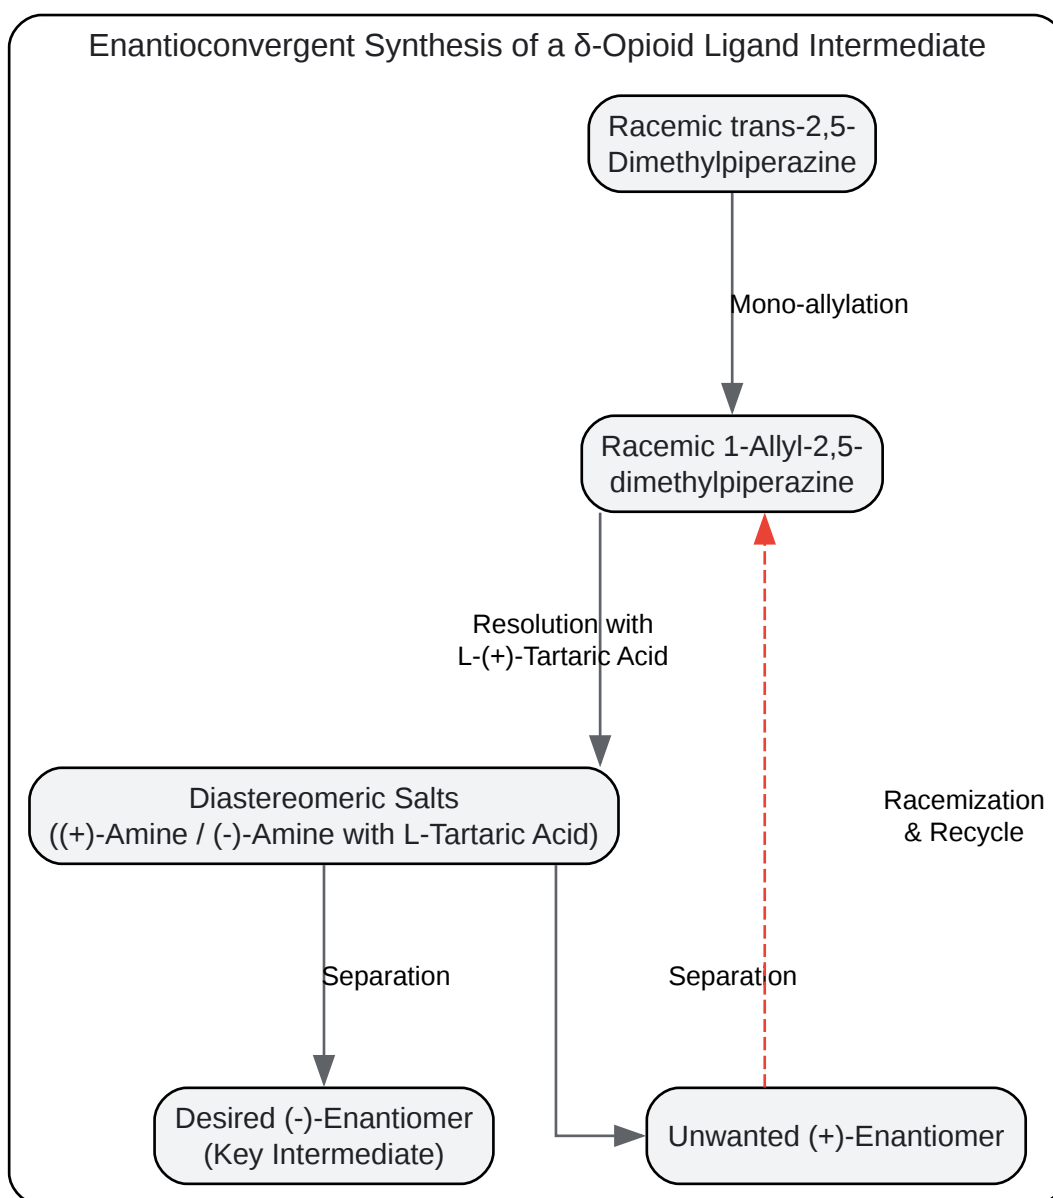 Enantioconvergent Synthesis of a δ-Opioid Ligand Intermediate
Racemic trans-2,5-
Dimethylpiperazine
Mono-allylation
Racemic 1-Allyl-2,5-
dimethylpiperazine
Resolution with
L-(+)-Tartaric Acid
Diastereomeric Salts
((+)-Amine / (-)-Amine with L-Tartaric Acid)
Racemization
& Recycle
Separation
Separation
Desired (-)-Enantiomer
(Key Intermediate)
Unwanted (+)-Enantiomer